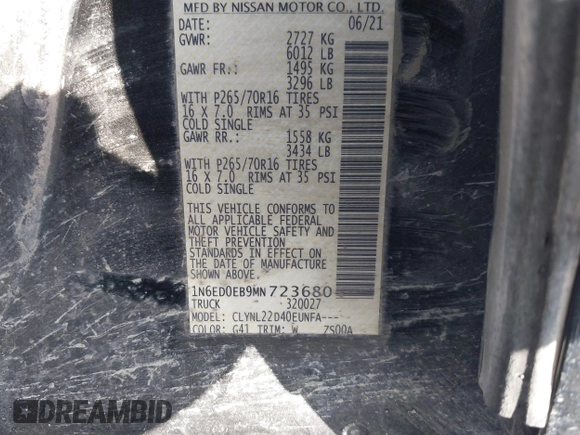 MFD BY NISSAN MOTOR CO., LTD.
DATE: 06/21
GVWR: 2727 KG
6012 LB
GAWR FR.: 1495 KG
3296 LB
WITH P265/70R16 TIRES
16 X 7.0 RIMS AT 35 PSI
COLD SINGLE
GAWR RR.: 1558 KG
3434 LB
WITH P265/70R16 TIRES
16 X 7.0 RIMS AT 35 PSI
COLD SINGLE
THIS VEHICLE CONFORMS TO
ALL APPLICABLE FEDERAL
MOTOR VEHICLE SAFETY AND
THEFT PREVENTION
STANDARDS IN EFFECT ON
THE DATE OF MANUFACTURE
SHOWN ABOVE.
1N6ED0EB9MN723680
TRUCK 320027
MODEL: CLYNL22D40EUNFA---
COLOR: G41 TRIM: W ZS00A
DREAMBID